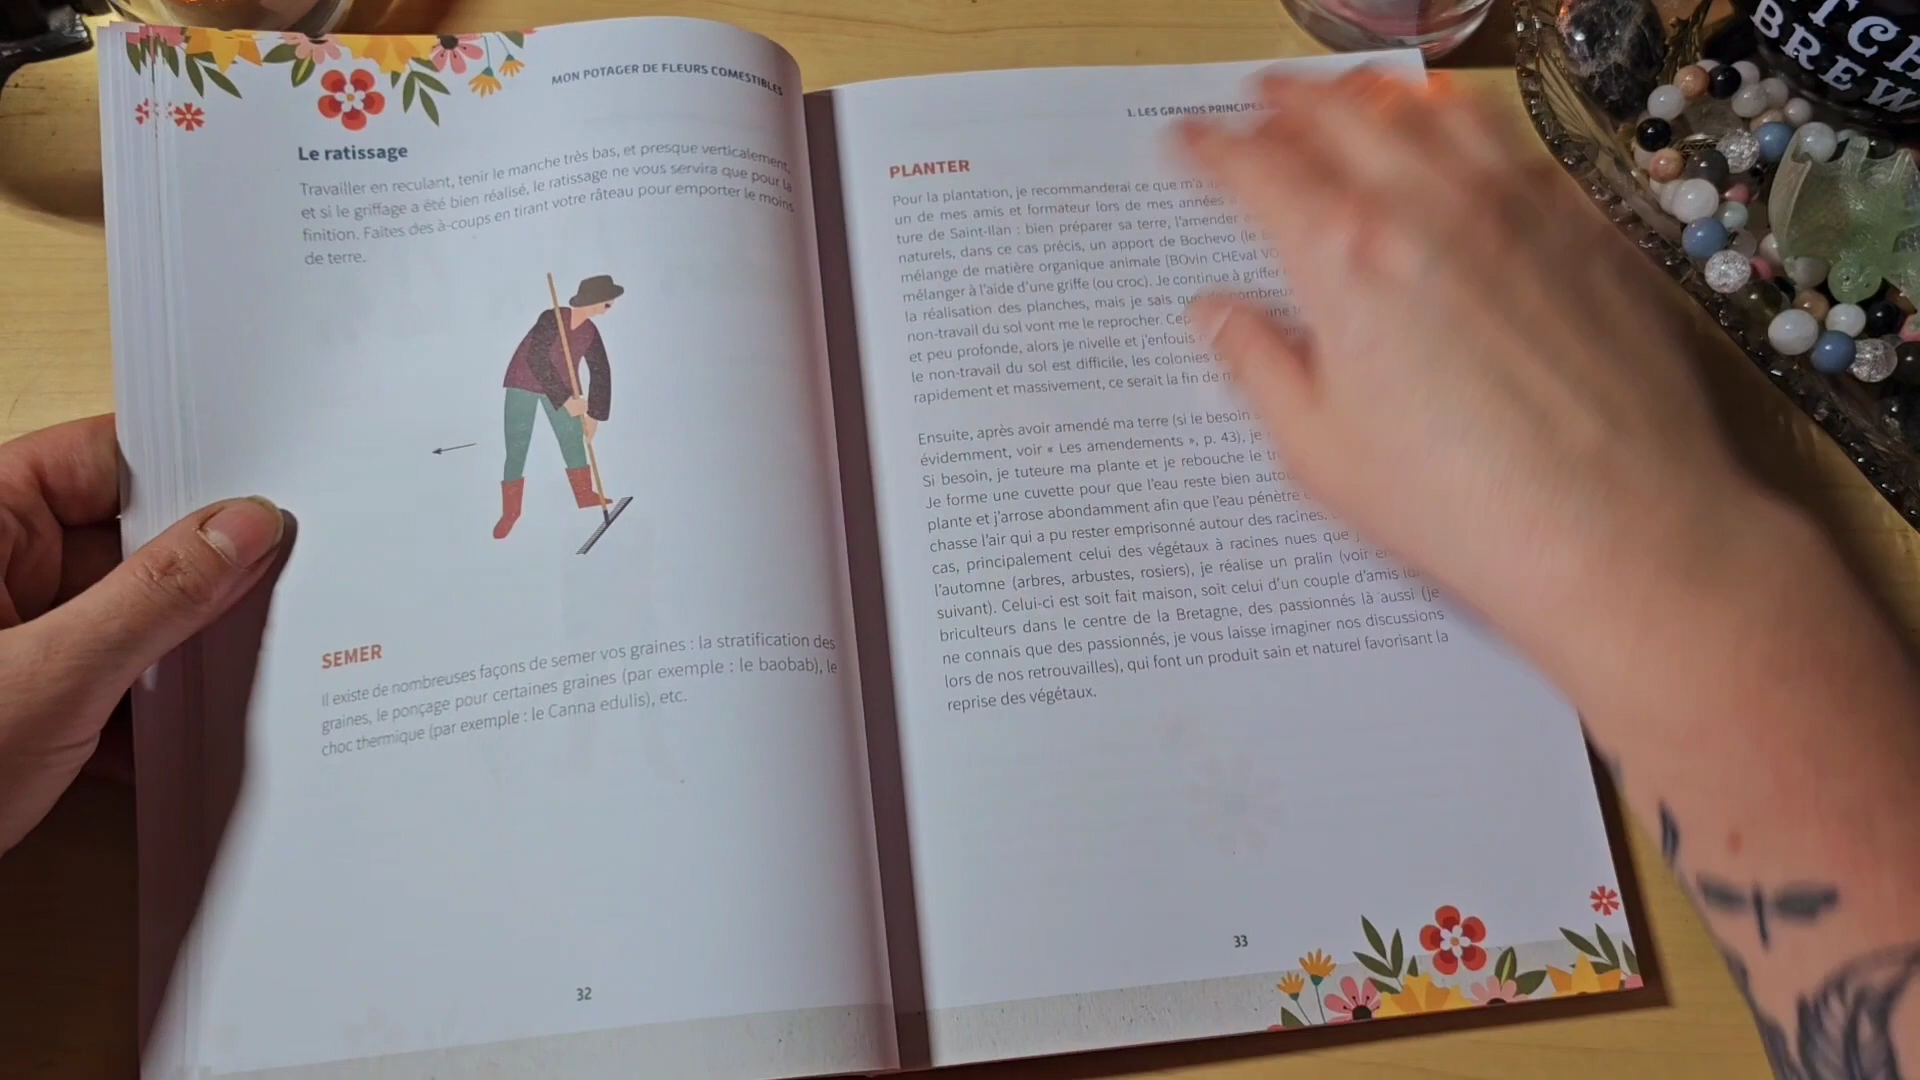 MON POTAGER DE FLEURS COMESTIBLES
Le ratissage
Travailler en reculant, tenir le manche très bas, et presque verticalement,
et si le griffage a été bien réalisé, le ratissage ne vous servira que pour la
finition. Faites des à-coups en tirant votre râteau pour emporter le moins
de terre.
SEMER
Il existe de nombreuses façons de semer vos graines : la stratification des
graines, le ponçage pour certaines graines (par exemple : le baobab), le
choc thermique (par exemple : le Canna edulis), etc.
32
1. LES GRANDS PRINCIPES
PLANTER
Pour la plantation, je recommanderai ce que m'a
un de mes amis et formateur lors de mes années
ture de Saint-Ilan : bien préparer sa terre, l'amender
naturels, dans ce cas précis, un apport de Bochevo (le
mélange de matière organique animale [BOvin CHEval VO
mélanger à l'aide d'une griffe (ou croc). Je continue à griffer
la réalisation des planches, mais je sais que de nombreux
non-travail du sol vont me le reprocher. une
et peu profonde, alors je nivelle et j'enfouis
le non-travail du sol est difficile, les colonies
rapidement et massivement, ce serait la fin de
Ensuite, après avoir amendé ma terre (si le besoin
évidemment, voir « Les amendements », p. 43), je
Si besoin, je tuteure ma plante et je rebouche le
Je forme une cuvette pour que l'eau reste bien
plante et j'arrose abondamment afin que l'eau pénètre
chasse l'air qui a pu rester emprisonné autour des racines.
cas, principalement celui des végétaux à racines nues que
l'automne (arbres, arbustes, rosiers), je réalise un pralin (voir
suivant). Celui-ci est soit fait maison, soit celui d'un couple d'amis
briculteurs dans le centre de la Bretagne, des passionnés là aussi (je
ne connais que des passionnés, je vous laisse imaginer nos discussions
lors de nos retrouvailles), qui font un produit sain et naturel favorisant la
reprise des végétaux.
33
BREW